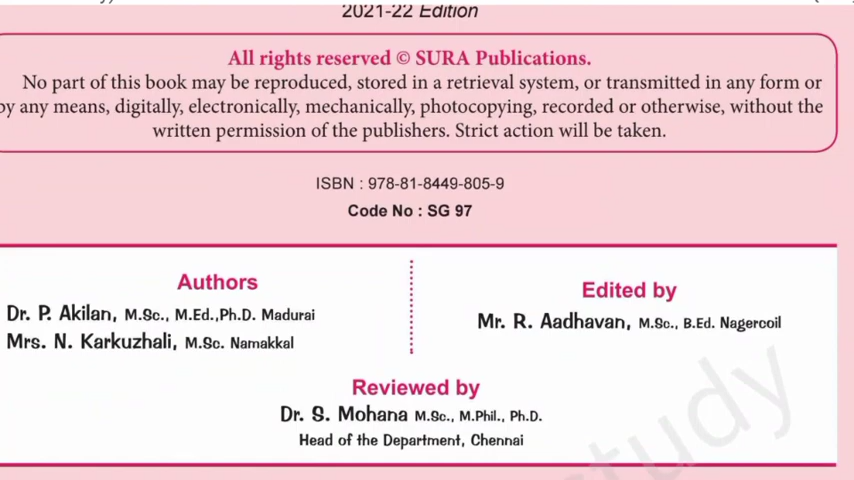 2021-22 Edition
All rights reserved © SURA Publications.
No part of this book may be reproduced, stored in a retrieval system, or transmitted in any form or
by any means, digitally, electronically, mechanically, photocopying, recorded or otherwise, without the
written permission of the publishers. Strict action will be taken.
ISBN : 978-81-8449-805-9
Code No : SG 97
Authors
Dr. P. Akilan, M.Sc., M.Ed.,Ph.D. Madurai
Mrs. N. Karkuzhali, M.Sc. Namakkal
Edited by
Mr. R. Aadhavan, M.Sc., B.Ed. Nagercoil
Reviewed by
Dr. S. Mohana M.Sc., M.Phil., Ph.D.
Head of the Department, Chennai
study